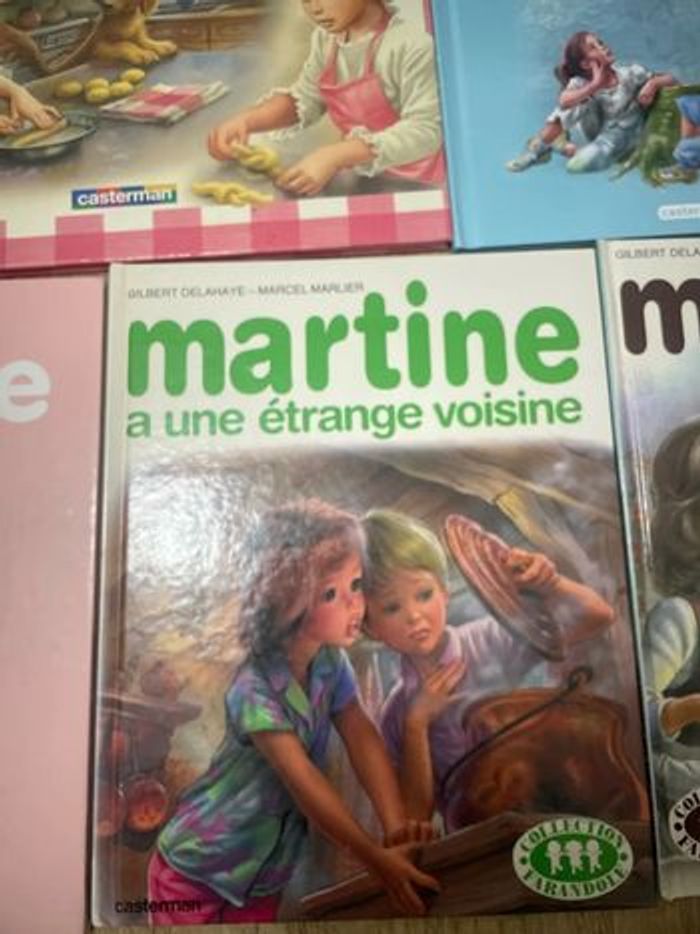 casterman
GILBERT DELAHAYE - MARCEL MARLIER
martine
a une étrange voisine
COLLECTION
FARANDOLE
casterman
e
GILBERT DELA
m